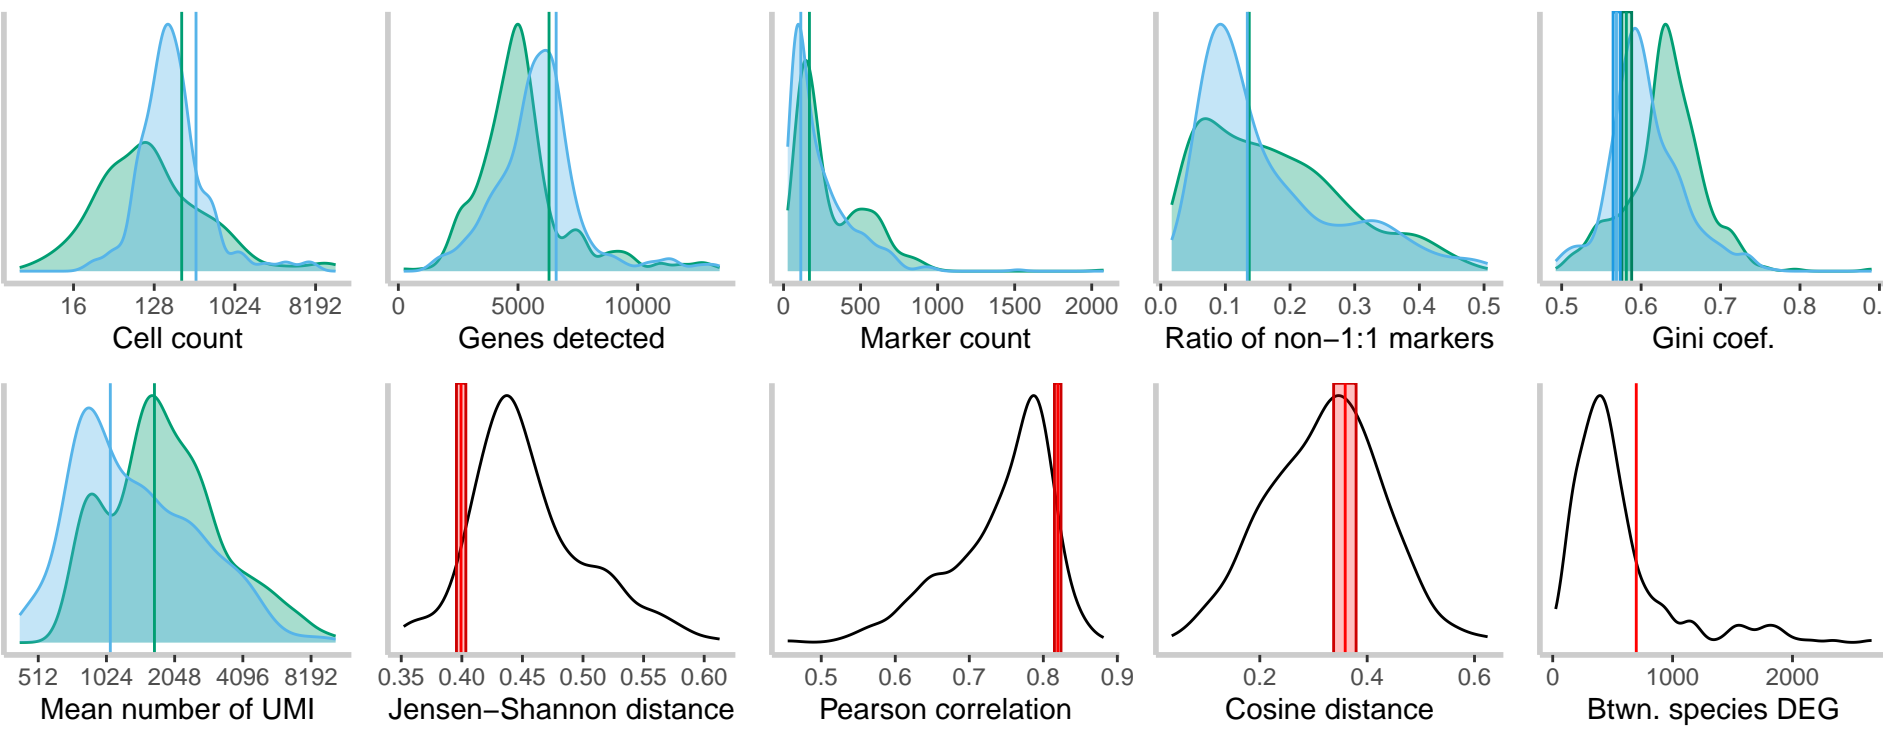 16 128 1024 8192
Cell count
0 5000 10000
Genes detected
0 500 1000 1500 2000
Marker count
0.0 0.1 0.2 0.3 0.4 0.5
Ratio of non−1:1 markers
0.5 0.6 0.7 0.8 0.
Gini coef.
512 1024 2048 4096 8192
Mean number of UMI
0.35 0.40 0.45 0.50 0.55 0.60
Jensen−Shannon distance
0.5 0.6 0.7 0.8 0.9
Pearson correlation
0.2 0.4 0.6
Cosine distance
0 1000 2000
Btwn. species DEG